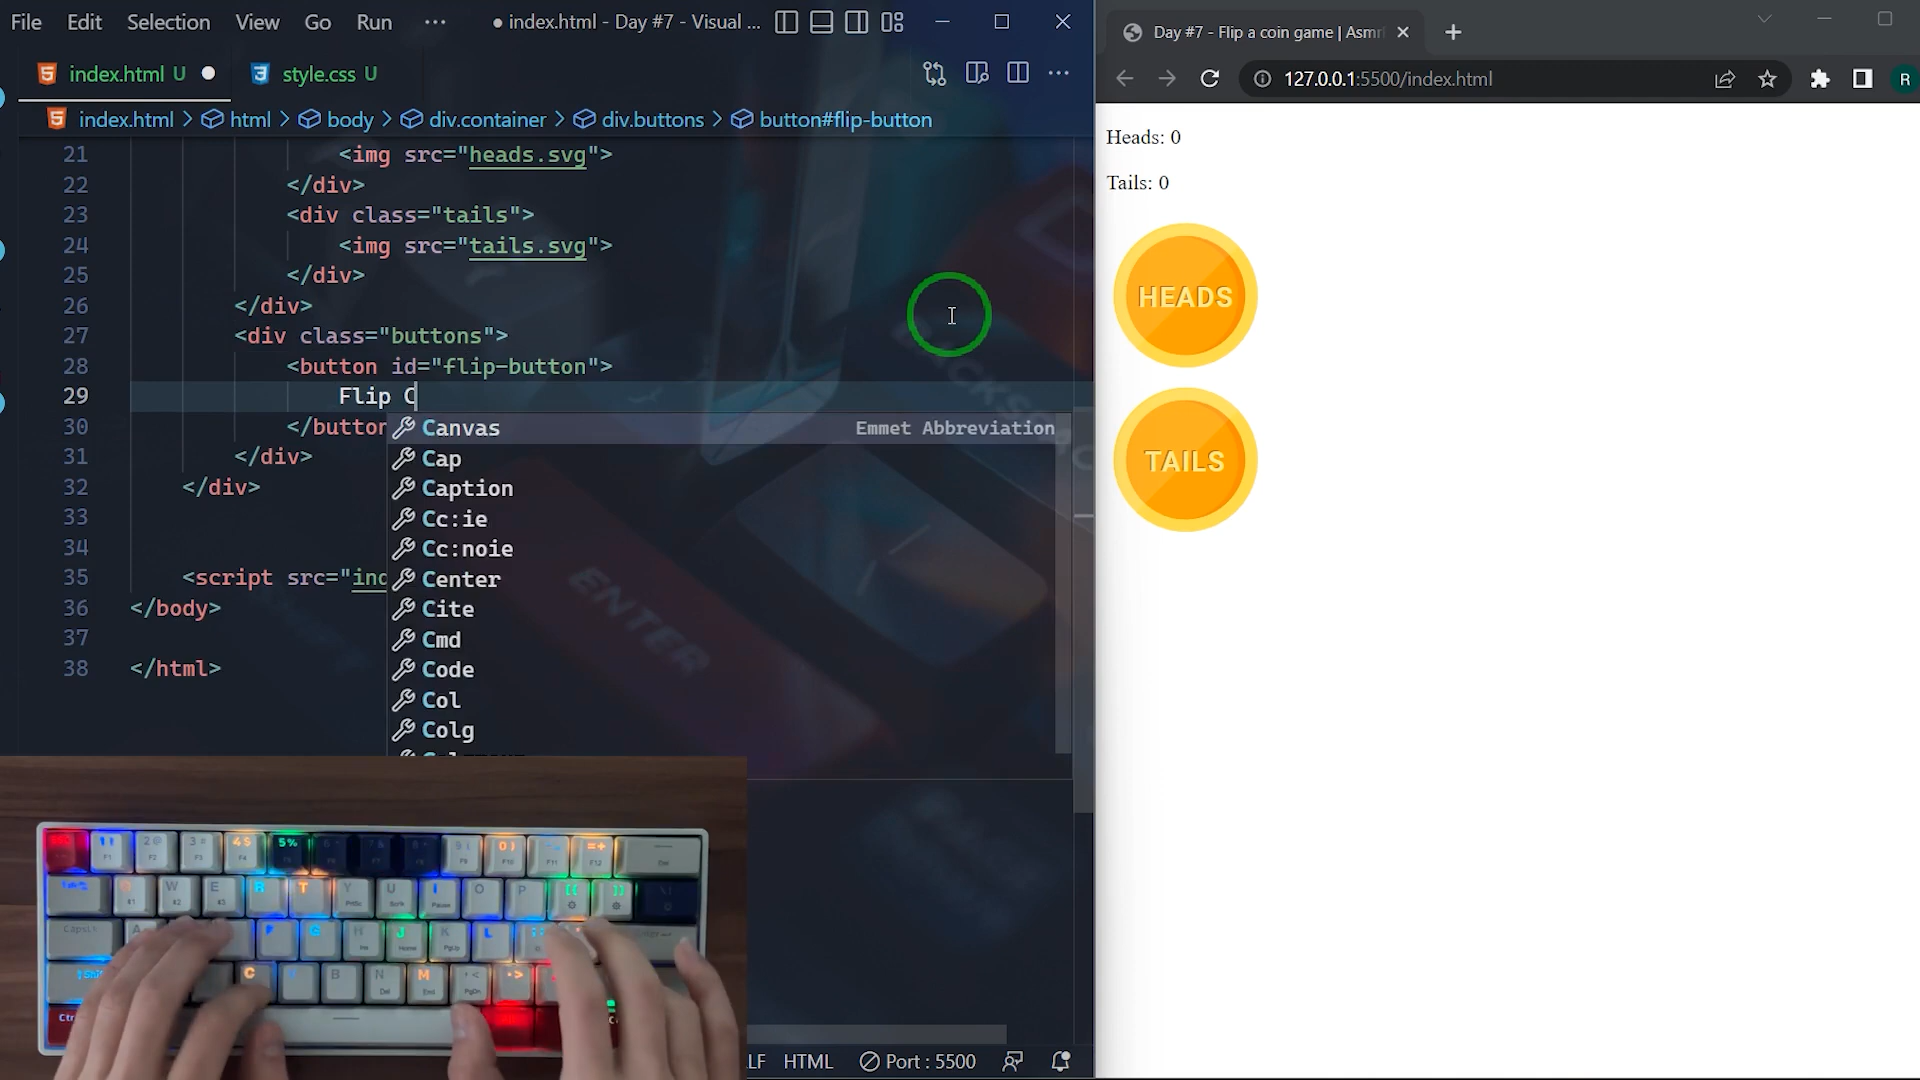 File Edit Selection View Go Run ···
● index.html - Day #7 - Visual ...
index.html U ●
style.css U
index.html > html > body > div.container > div.buttons > button#flip-button
21 <img src="heads.svg">
22 </div>
23 <div class="tails">
24 <img src="tails.svg">
25 </div>
26 </div>
27 <div class="buttons">
28 <button id="flip-button">
29 Flip C
30 </button
31 </div>
32 </div>
33
34
35 <script src="ind
36 </body>
37
38 </html>
Canvas Emmet Abbreviation
Cap
Caption
Cc:ie
Cc:noie
Center
Cite
Cmd
Code
Col
Colg
LF HTML Port : 5500
Day #7 - Flip a coin game | Asmr
127.0.0.1:5500/index.html
R
Heads: 0
Tails: 0
HEADS
TAILS
BACKSPAC
ENTER